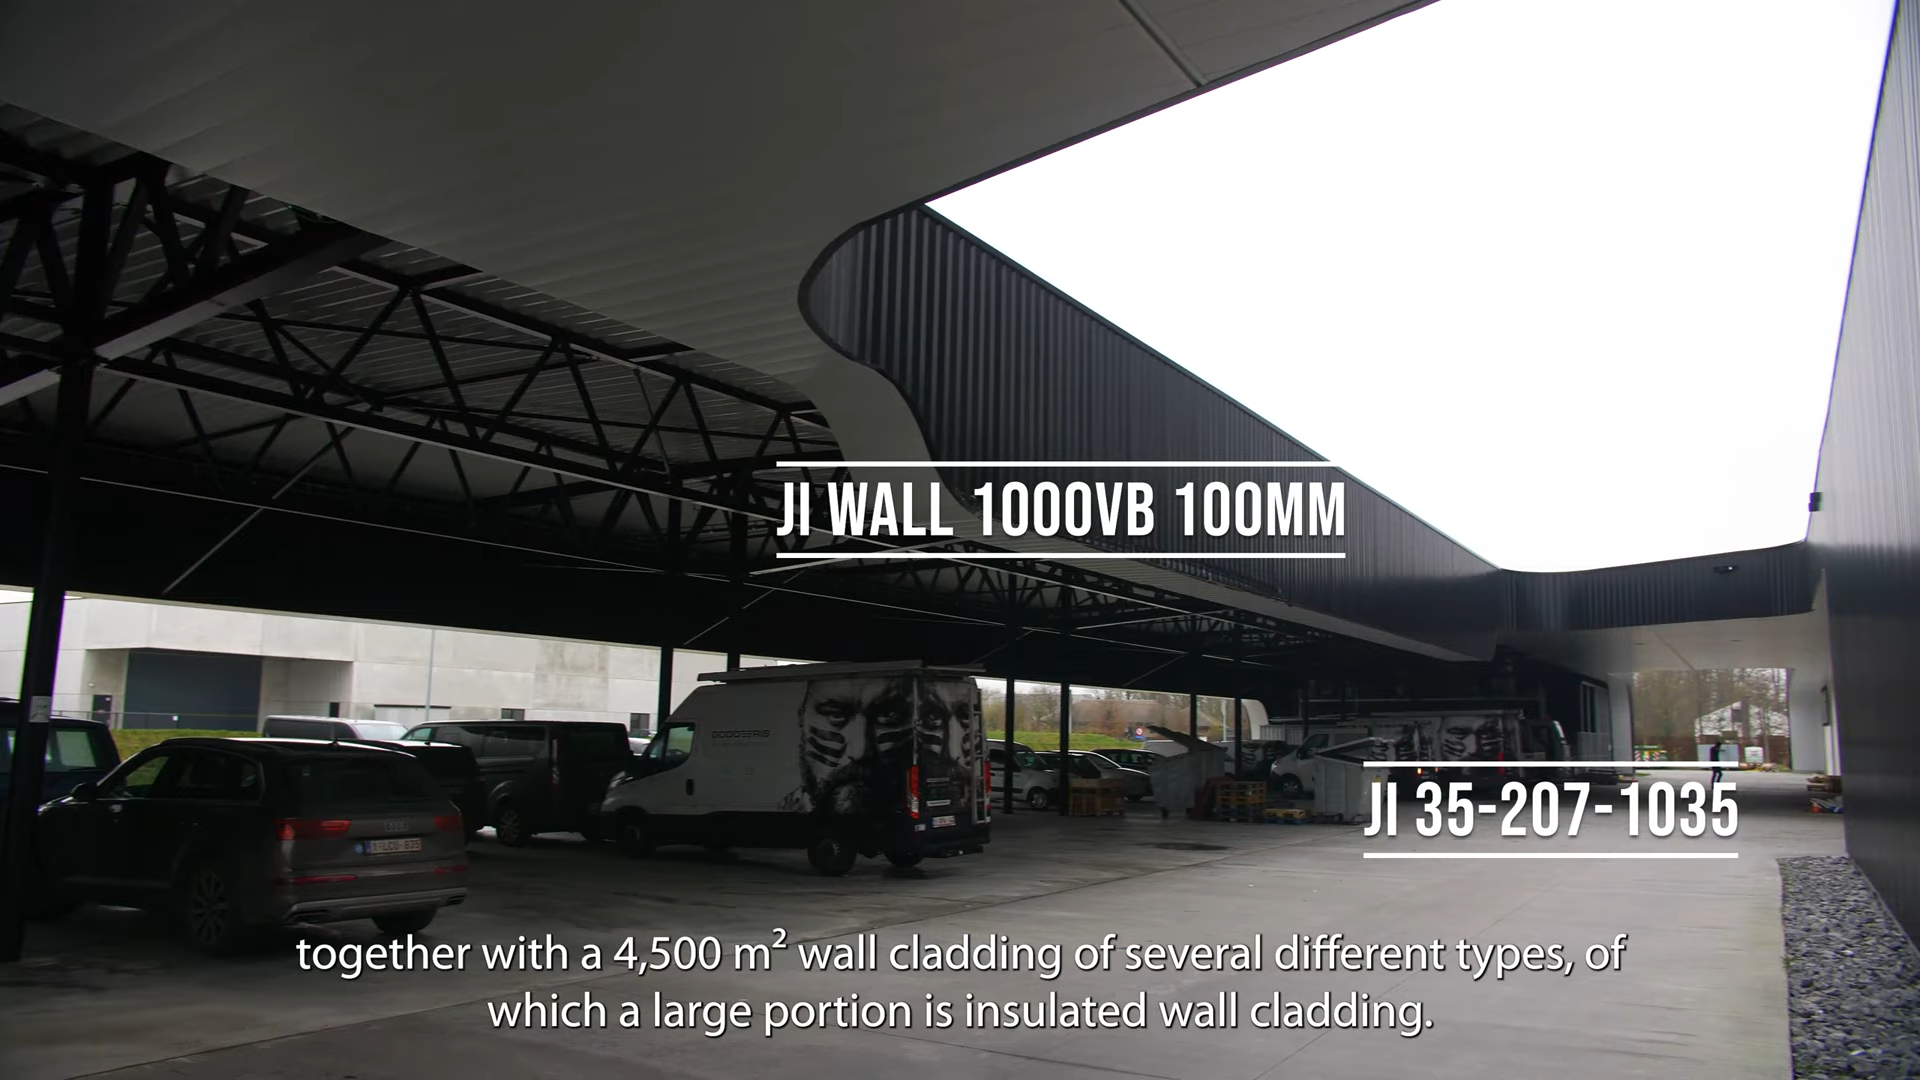 JI WALL 1000VB 100MM
JI 35-207-1035
together with a 4,500 m² wall cladding of several different types, of
which a large portion is insulated wall cladding.